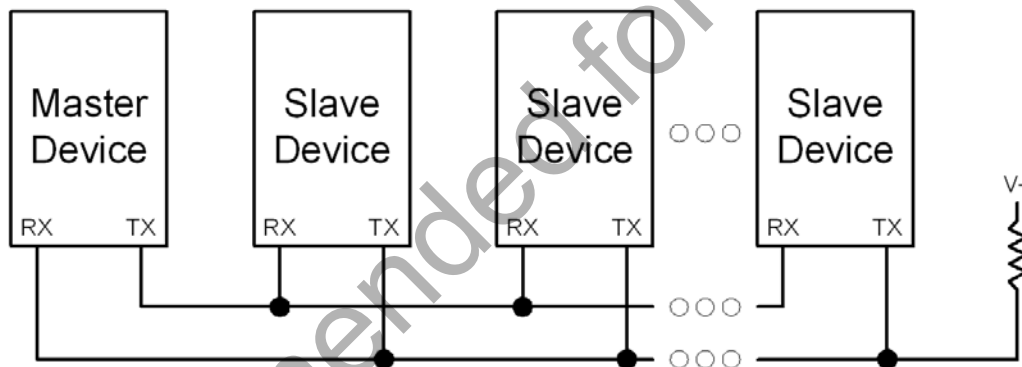 Master
Device
Slave
Device
Slave
Device
Slave
Device
RX TX
RX TX
RX TX
RX TX